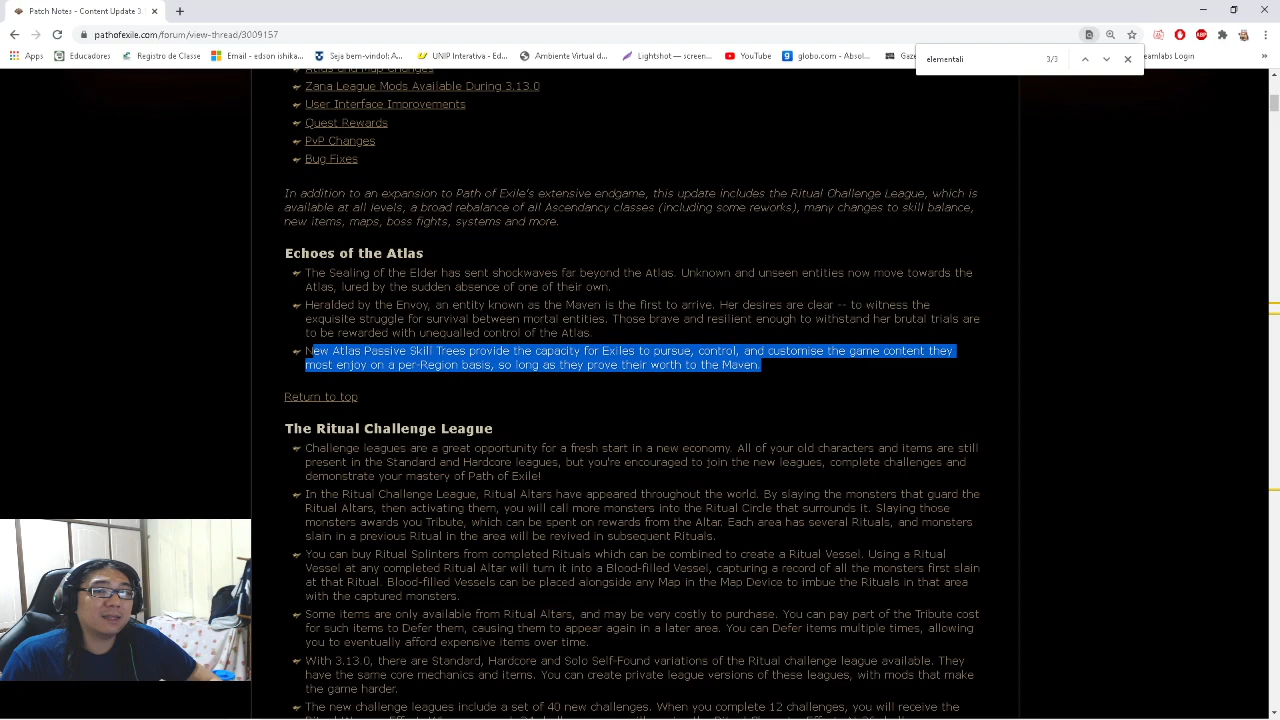 Patch Notes - Content Update 3.
pathofexile.com/forum/view-thread/3009157
Apps
Educadores
Registro de Classe
Email edson ishika...
Seja bem-vindo!: A...
UNIP Interativa - Ed...
Ambiente Virtual d...
Lightshot — screen...
YouTube
globo.com - Absol...
Gaze
eamlabs Login
»
elementali
3/3
Atlas and Map Changes
Zana League Mods Available During 3.13.0
User Interface Improvements
Quest Rewards
PvP Changes
Bug Fixes
In addition to an expansion to Path of Exile's extensive endgame, this update includes the Ritual Challenge League, which is
available at all levels, a broad rebalance of all Ascendancy classes (including some reworks), many changes to skill balance,
new items, maps, boss fights, systems and more.
Echoes of the Atlas
The Sealing of the Elder has sent shockwaves far beyond the Atlas. Unknown and unseen entities now move towards the
Atlas, lured by the sudden absence of one of their own.
Heralded by the Envoy, an entity known as the Maven is the first to arrive. Her desires are clear -- to witness the
exquisite struggle for survival between mortal entities. Those brave and resilient enough to withstand her brutal trials are
to be rewarded with unequalled control of the Atlas.
New Atlas Passive Skill Trees provide the capacity for Exiles to pursue, control, and customise the game content they
most enjoy on a per-Region basis, so long as they prove their worth to the Maven.
Return to top
The Ritual Challenge League
Challenge leagues are a great opportunity for a fresh start in a new economy. All of your old characters and items are still
present in the Standard and Hardcore leagues, but you're encouraged to join the new leagues, complete challenges and
demonstrate your mastery of Path of Exile!
In the Ritual Challenge League, Ritual Altars have appeared throughout the world. By slaying the monsters that guard the
Ritual Altars, then activating them, you will call more monsters into the Ritual Circle that surrounds it. Slaying those
monsters awards you Tribute, which can be spent on rewards from the Altar. Each area has several Rituals, and monsters
slain in a previous Ritual in the area will be revived in subsequent Rituals.
You can buy Ritual Splinters from completed Rituals which can be combined to create a Ritual Vessel. Using a Ritual
Vessel at any completed Ritual Altar will turn it into a Blood-filled Vessel, capturing a record of all the monsters first slain
at that Ritual. Blood-filled Vessels can be placed alongside any Map in the Map Device to imbue the Rituals in that area
with the captured monsters.
Some items are only available from Ritual Altars, and may be very costly to purchase. You can pay part of the Tribute cost
for such items to Defer them, causing them to appear again in a later area. You can Defer items multiple times, allowing
you to eventually afford expensive items over time.
With 3.13.0, there are Standard, Hardcore and Solo Self-Found variations of the Ritual challenge league available. They
have the same core mechanics and items. You can create private league versions of these leagues, with mods that make
the game harder.
The new challenge leagues include a set of 40 new challenges. When you complete 12 challenges, you will receive the